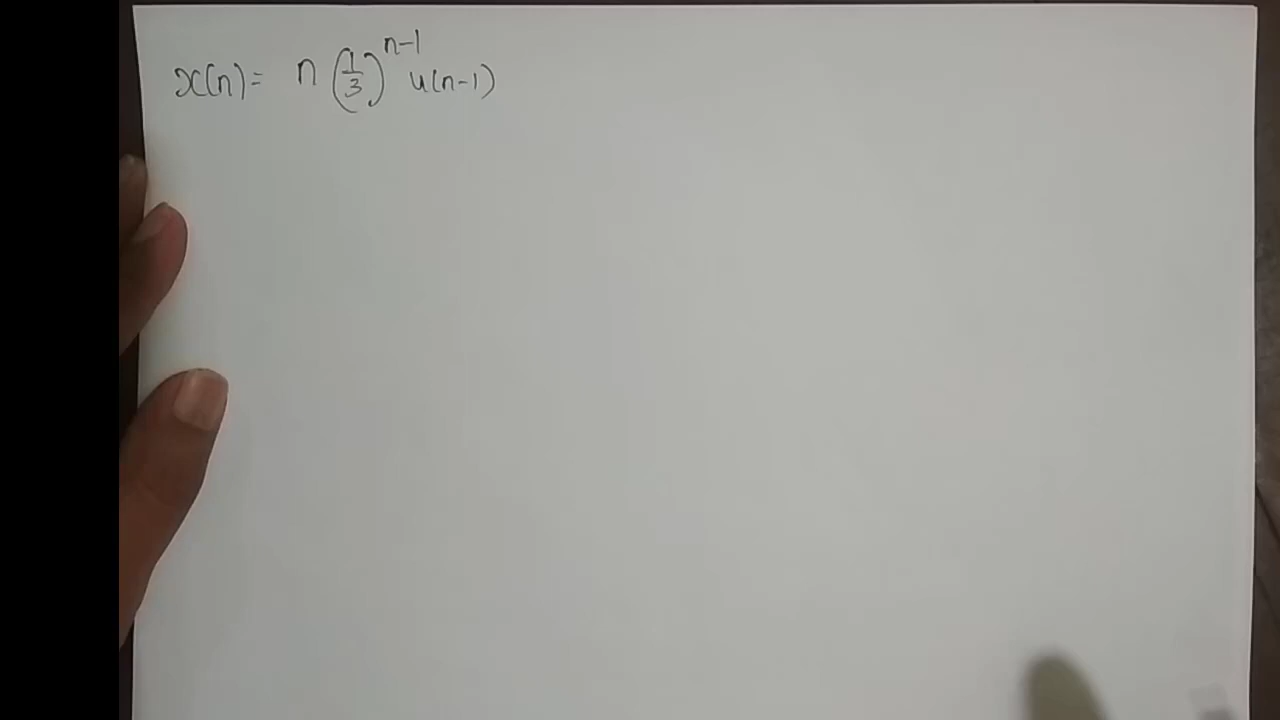 x(n) = n (1/3)^{n-1} u(n-1)